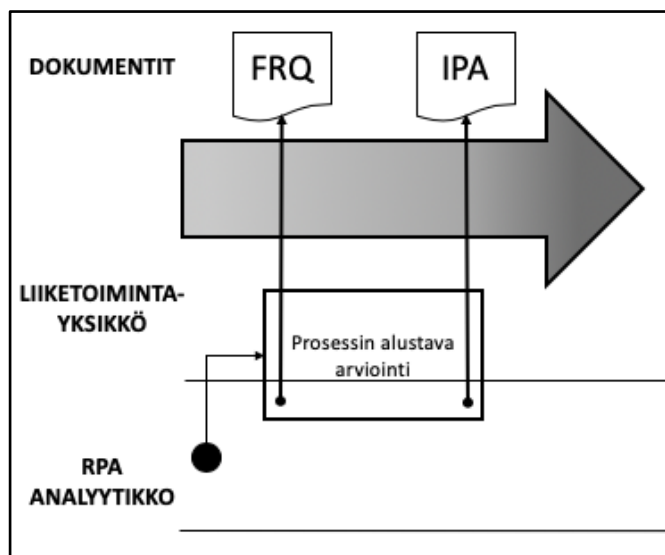 DOKUMENTIT
FRQ
IPA
LIIKETOIMINTA-
YKSIKKÖ
Prosessin alustava
arviointi
RPA
ANALYYTIKKO